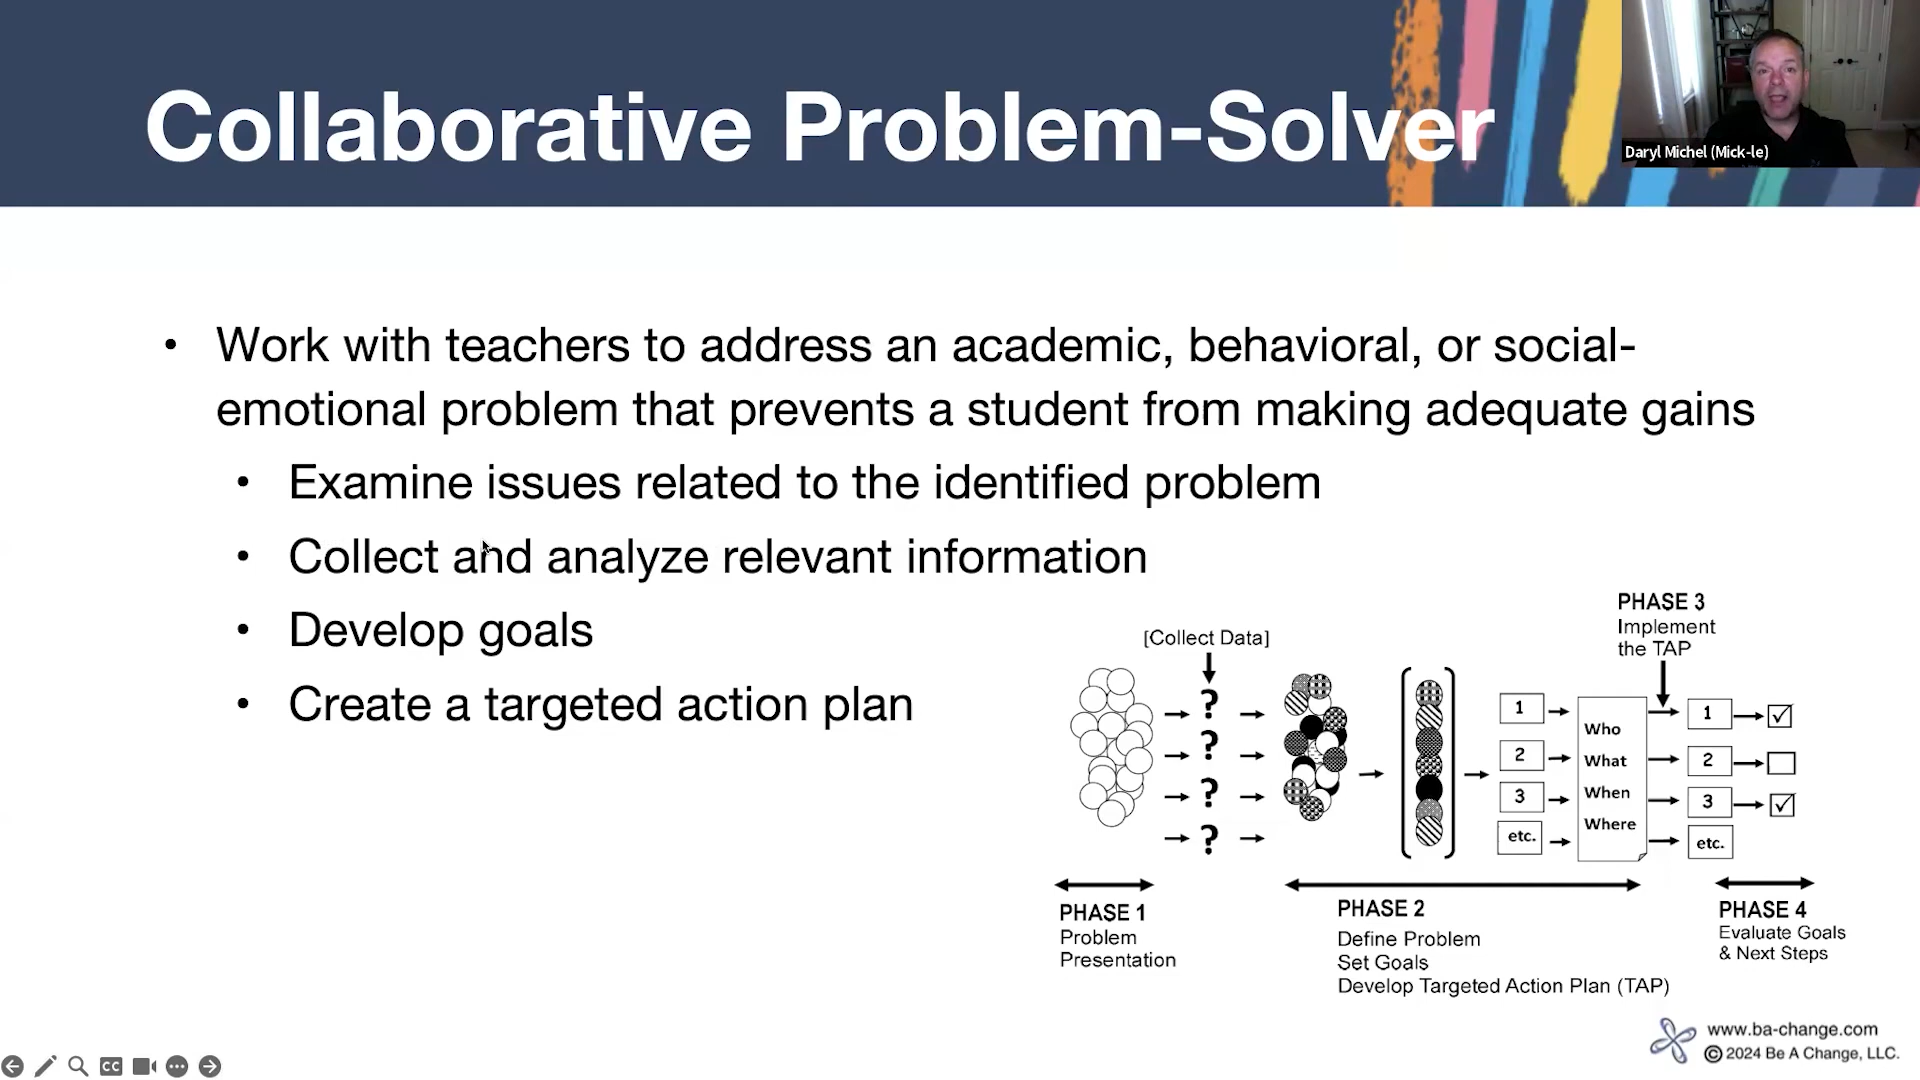 Collaborative Problem-Solver
Daryl Michel (Mick-le)
• Work with teachers to address an academic, behavioral, or social-
emotional problem that prevents a student from making adequate gains
• Examine issues related to the identified problem
• Collect and analyze relevant information
• Develop goals
• Create a targeted action plan
[Collect Data]
?
?
?
?
1
2
3
etc.
Who
What
When
Where
PHASE 3
Implement
the TAP
1
2
3
etc.
PHASE 1
Problem
Presentation
PHASE 2
Define Problem
Set Goals
Develop Targeted Action Plan (TAP)
PHASE 4
Evaluate Goals
& Next Steps
www.ba-change.com
© 2024 Be A Change, LLC.
CC